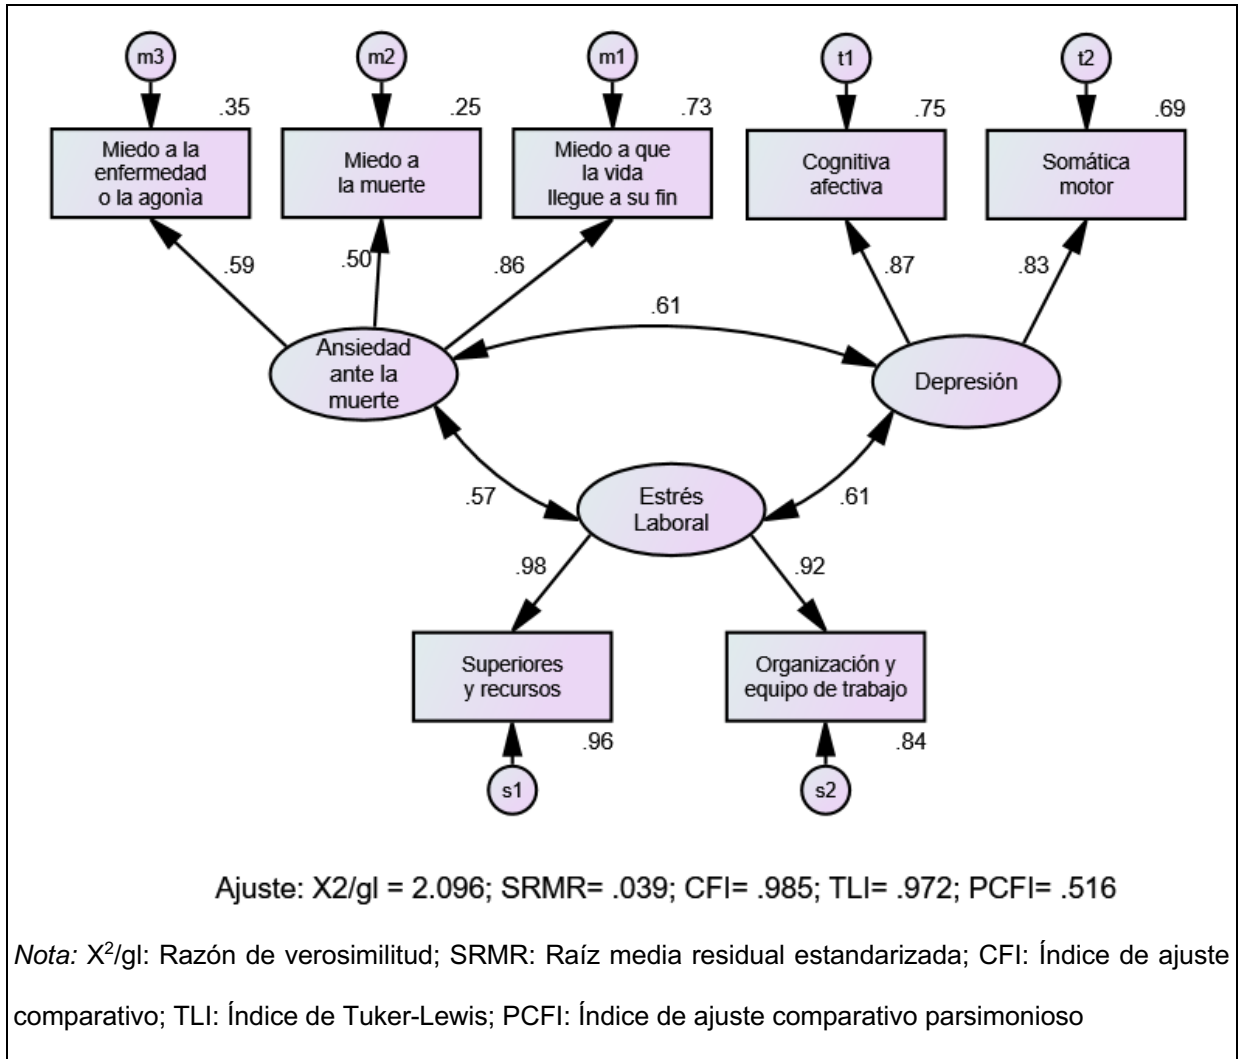 m3
m2
m1
t1
t2
.35
.25
.73
.75
.69
Miedo a la
enfermedad
o la agonìa
Miedo a
la muerte
Miedo a que
la vida
llegue a su fin
Cognitiva
afectiva
Somática
motor
.59
.50
.86
.87
.83
.61
Ansiedad
ante la
muerte
Depresión
.57
Estrés
Laboral
.61
.98
.92
Superiores
y recursos
Organización y
equipo de trabajo
.96
.84
s1
s2
Ajuste: X2/gl = 2.096; SRMR= .039; CFI= .985; TLI= .972; PCFI= .516
Nota: X²/gl: Razón de verosimilitud; SRMR: Raíz media residual estandarizada; CFI: Índice de ajuste
comparativo; TLI: Índice de Tuker-Lewis; PCFI: Índice de ajuste comparativo parsimonioso